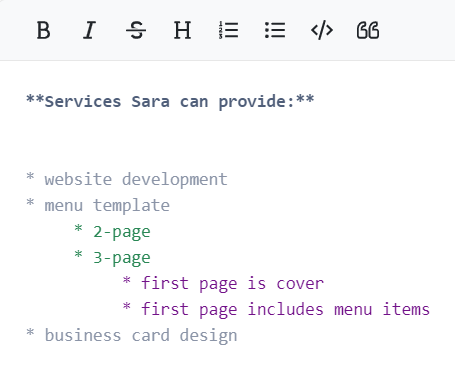 B I S H </>
**Services Sara can provide:**
* website development
* menu template
* 2-page
* 3-page
* first page is cover
* first page includes menu items
* business card design